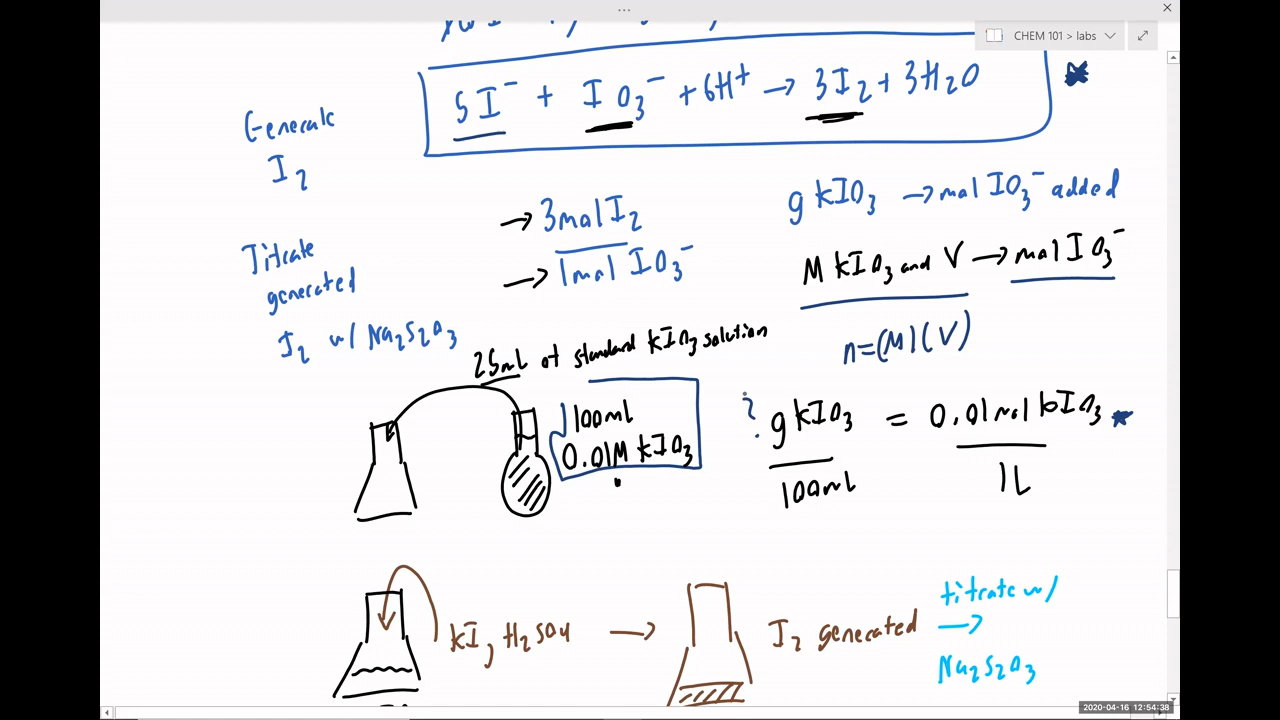 CHEM 101 > labs
5I⁻ + IO₃⁻ + 6H⁺ → 3I₂ + 3H₂O
Generate
I₂
g KIO₃ → mol IO₃⁻ added
→ 3mol I₂
→ 1mol IO₃⁻
Titrate
generated
I₂ w/ Na₂S₂O₃
M KIO₃ and V → mol IO₃⁻
n=(M)(V)
25mL of standard KIO₃ solution
100mL
0.01M KIO₃
? g KIO₃ = 0.01mol KIO₃
100mL 1L
KI, H₂SO₄ → I₂ generated
titrate w/
→
Na₂S₂O₃
2020-04-16 12:54:38